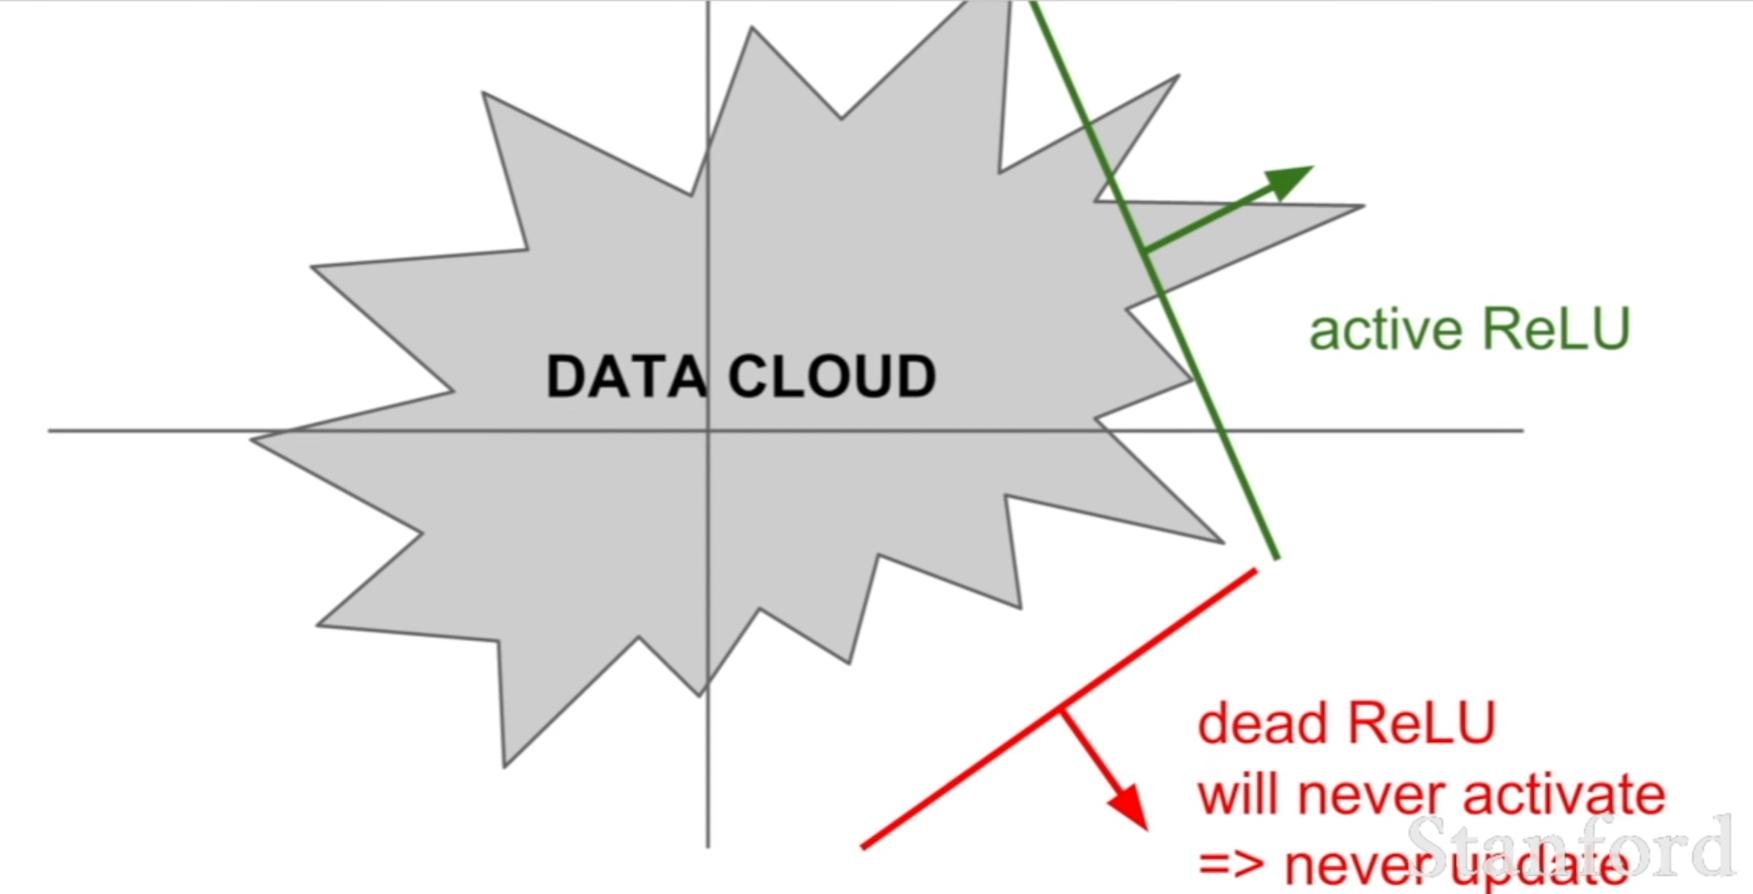 DATA CLOUD
active ReLU
dead ReLU
will never activate
=> never update
Stanford